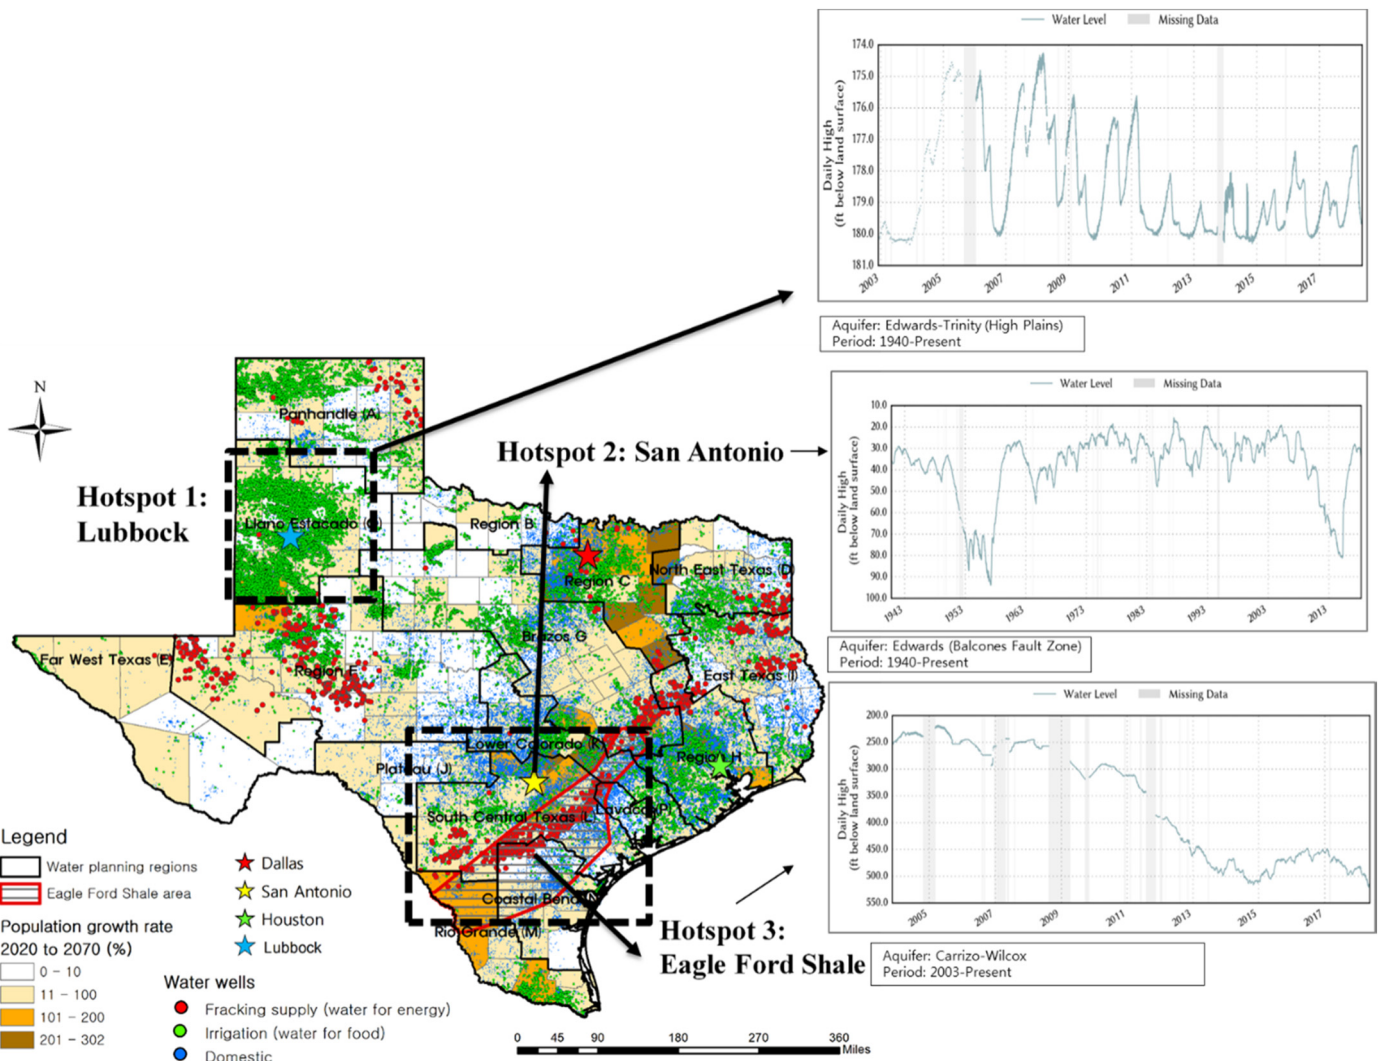 Water Level
Missing Data
174.0
175.0
176.0
177.0
178.0
179.0
180.0
181.0
Daily High
(ft below land surface)
2003
2005
2007
2009
2011
2013
2015
2017
Aquifer: Edwards-Trinity (High Plains)
Period: 1940-Present
Water Level
Missing Data
10.0
20.0
30.0
40.0
50.0
60.0
70.0
80.0
90.0
100.0
Daily High
(ft below land surface)
1943
1953
1963
1973
1983
1993
2003
2013
Aquifer: Edwards (Balcones Fault Zone)
Period: 1940-Present
Water Level
Missing Data
200.0
250.0
300.0
350.0
400.0
450.0
500.0
550.0
Daily High
(ft below land surface)
2005
2007
2009
2011
2013
2015
2017
Aquifer: Carrizo-Wilcox
Period: 2003-Present
N
Hotspot 1:
Lubbock
Hotspot 2: San Antonio
Hotspot 3:
Eagle Ford Shale
Panhandle (A)
Llano Estacado (O)
Region B
Region C
North East Texas (D)
Brazos G
Far West Texas (E)
Region F
East Texas (I)
Lower Colorado (K)
Region H
Plateau (J)
South Central Texas (L)
Lavaca(P)
Coastal Bend
Rio Grande (M)
Legend
Water planning regions
Eagle Ford Shale area
Population growth rate
2020 to 2070 (%)
0 – 10
11 – 100
101 – 200
201 – 302
Dallas
San Antonio
Houston
Lubbock
Water wells
Fracking supply (water for energy)
Irrigation (water for food)
Domestic
0 45 90 180 270 360
Miles